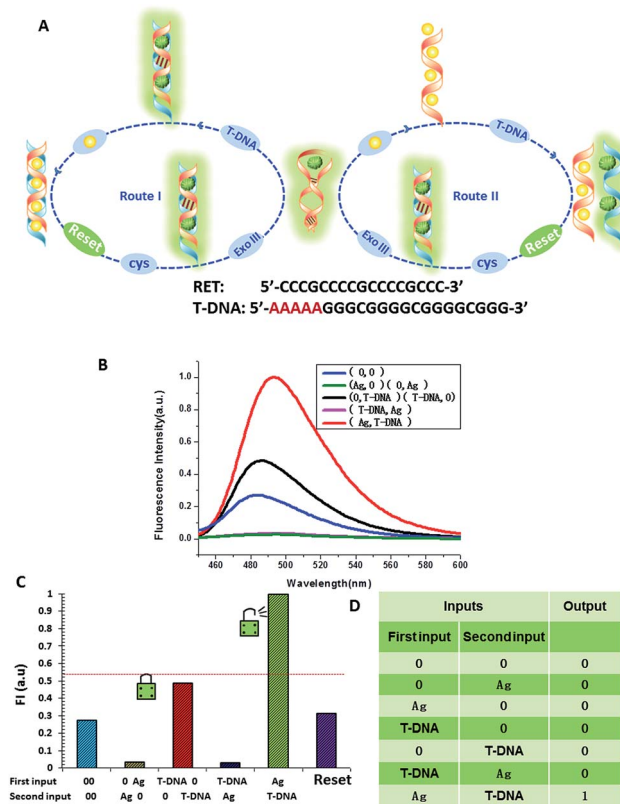 A
T-DNA
T-DNA
Route I
Route II
Reset
Exo III
Exo III
Reset
cys
cys
RET: 5’-CCCGCCCCGCCCCGCCC-3’
T-DNA: 5’-AAAAAGGGCGGGGCGGGGCGGG-3’
B
Fluorescence Intensity(a.u.)
1.0
0.8
0.6
0.4
0.2
0.0
( 0,0 )
(Ag,0 )( 0,Ag )
(0,T-DNA )( T-DNA,0)
( T-DNA,Ag )
( Ag,T-DNA )
460 480 500 520 540 560 580 600
Wavelength(nm)
C
FI (a.u)
1
0.9
0.8
0.7
0.6
0.5
0.4
0.3
0.2
0.1
0
First input 00 0 Ag T-DNA 0 T-DNA Ag Reset
Second input 00 Ag 0 0 T-DNA Ag T-DNA
D
Inputs Output
First input Second input
0 0 0
0 Ag 0
Ag 0 0
T-DNA 0 0
0 T-DNA 0
T-DNA Ag 0
Ag T-DNA 1